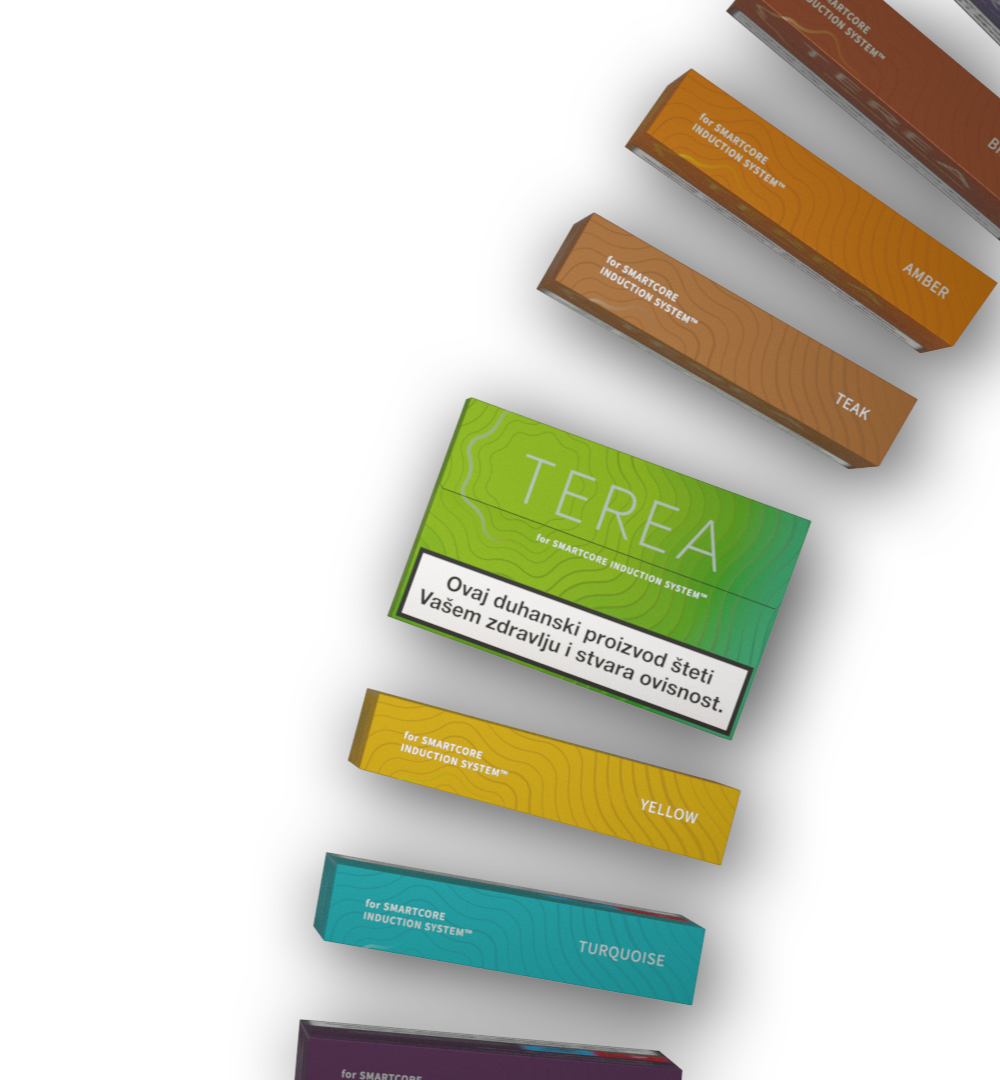 SMARTCORE
INDUCTION SYSTEM™
TEREA
for SMARTCORE
INDUCTION SYSTEM™
AMBER
for SMARTCORE
INDUCTION SYSTEM™
TEAK
TEREA
for SMARTCORE INDUCTION SYSTEM™
Ovaj duhanski proizvod šteti
Vašem zdravlju i stvara ovisnost.
for SMARTCORE
INDUCTION SYSTEM™
YELLOW
for SMARTCORE
INDUCTION SYSTEM™
TURQUOISE
for SMARTCORE